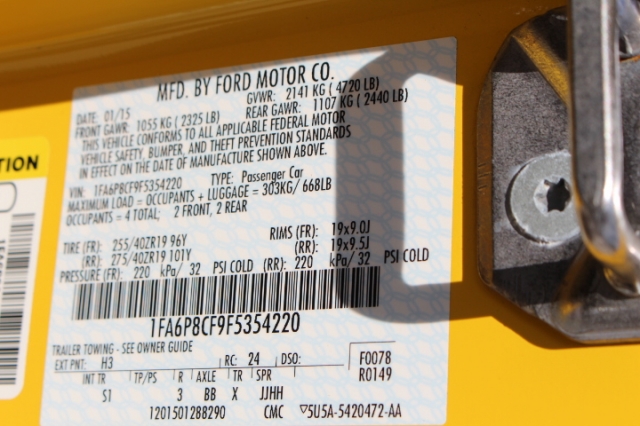 MFD. BY FORD MOTOR CO.
DATE: 01/15 GVWR: 2141 KG ( 4720 LB)
FRONT GAWR: 1055 KG ( 2325 LB) REAR GAWR: 1107 KG ( 2440 LB)
THIS VEHICLE CONFORMS TO ALL APPLICABLE FEDERAL MOTOR
VEHICLE SAFETY, BUMPER, AND THEFT PREVENTION STANDARDS
IN EFFECT ON THE DATE OF MANUFACTURE SHOWN ABOVE.
VIN: 1FA6P8CF9F5354220 TYPE: Passenger Car
MAXIMUM LOAD = OCCUPANTS + LUGGAGE = 303KG/ 668LB
OCCUPANTS = 4 TOTAL; 2 FRONT, 2 REAR
TIRE (FR): 255/40ZR19 96Y RIMS (FR): 19x9.0J
(RR): 275/40ZR19 101Y (RR): 19x9.5J
PRESSURE (FR): 220 kPa/ 32 PSI COLD (RR): 220 kPa/ 32 PSI COLD
1FA6P8CF9F5354220
TRAILER TOWING - SEE OWNER GUIDE
EXT PNT: H3 RC: 24 DSO: F0078
INT TR TP/PS R AXLE TR SPR R0149
S1 3 BB X JJHH
1201501288290 CMC ▽5U5A-5420472-AA
TION